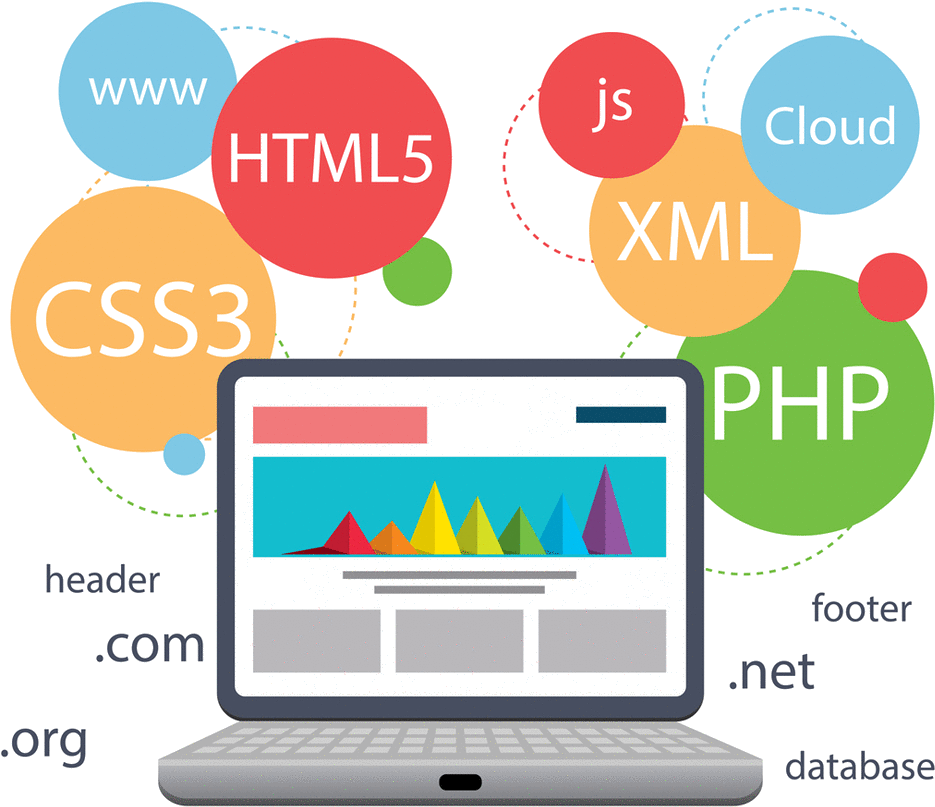 www
HTML5
CSS3
js
Cloud
XML
PHP
header
.com
.org
footer
.net
database